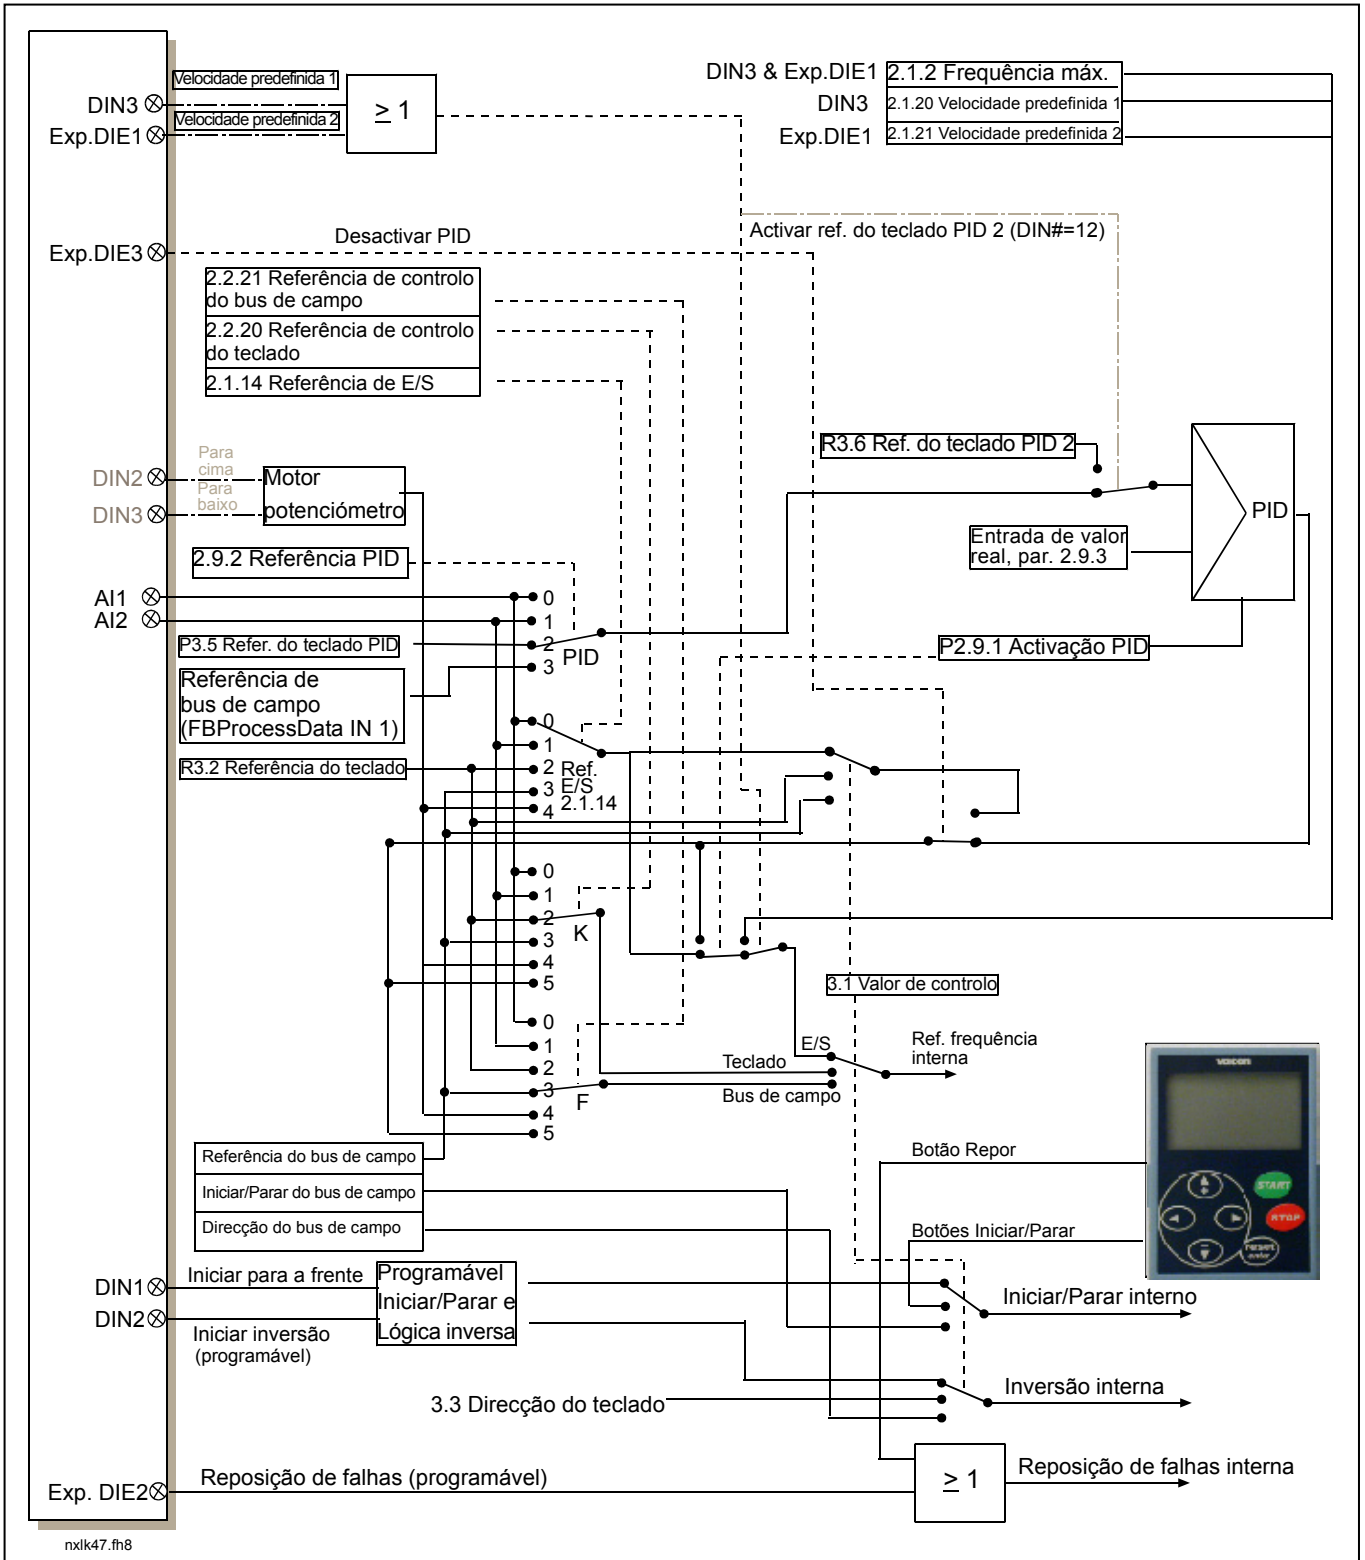 Velocidade predefinida 1
DIN3
Velocidade predefinida 2
Exp.DIE1
≥ 1
DIN3 & Exp.DIE1
2.1.2 Frequência máx.
DIN3
2.1.20 Velocidade predefinida 1
Exp.DIE1
2.1.21 Velocidade predefinida 2
Desactivar PID
Exp.DIE3
Activar ref. do teclado PID 2 (DIN#=12)
2.2.21 Referência de controlo
do bus de campo
2.2.20 Referência de controlo
do teclado
2.1.14 Referência de E/S
R3.6 Ref. do teclado PID 2
Para
cima
DIN2
Para
baixo
DIN3
Motor
potenciómetro
PID
Entrada de valor
real, par. 2.9.3
2.9.2 Referência PID
AI1
AI2
0
1
2
3
PID
P3.5 Refer. do teclado PID
P2.9.1 Activação PID
Referência de
bus de campo
(FBProcessData IN 1)
R3.2 Referência do teclado
0
1
2
3
4
Ref.
E/S
2.1.14
0
1
2
3
4
5
K
3.1 Valor de controlo
0
1
2
3
4
5
F
E/S
Teclado
Bus de campo
Ref. frequência
interna
vacon
START
STOP
reset
enter
+
−
Referência do bus de campo
Iniciar/Parar do bus de campo
Direcção do bus de campo
Botão Repor
Botões Iniciar/Parar
DIN1
Iniciar para a frente
DIN2
Iniciar inversão
(programável)
Programável
Iniciar/Parar e
Lógica inversa
Iniciar/Parar interno
Inversão interna
3.3 Direcção do teclado
Exp. DIE2
Reposição de falhas (programável)
≥ 1
Reposição de falhas interna
nxlk47.fh8